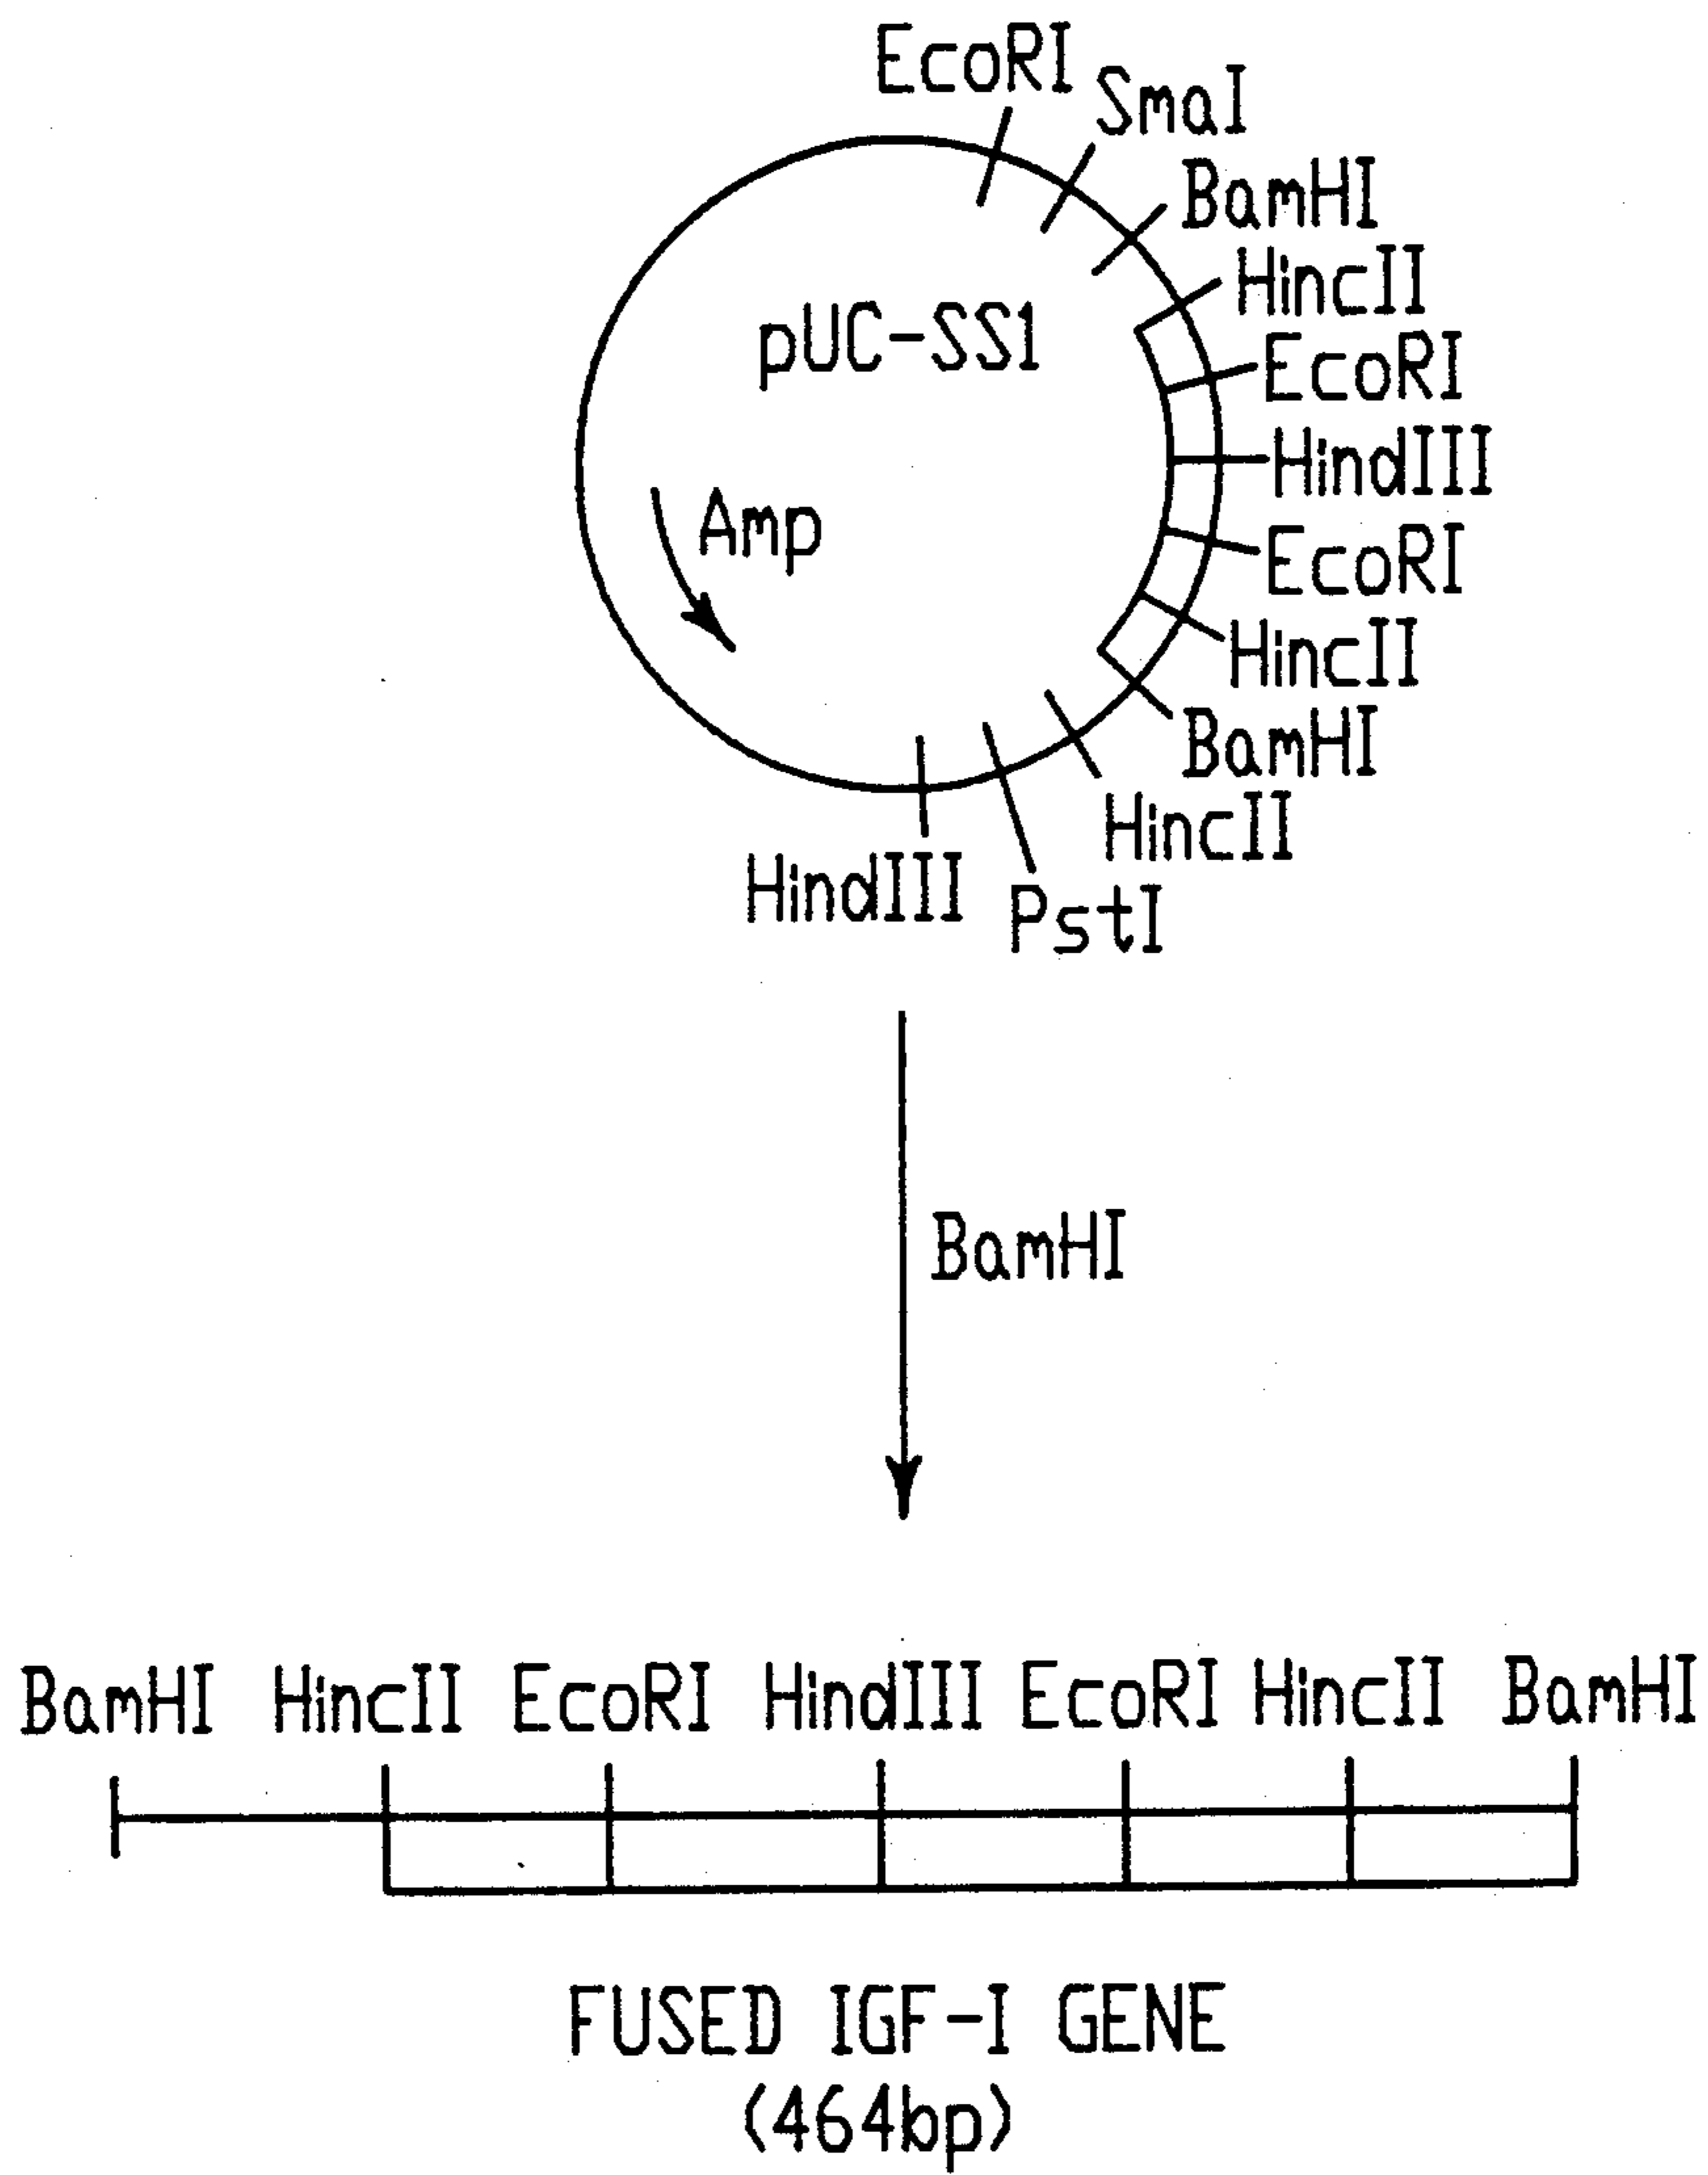 EcoRI
SmaI
BamHI
HincII
pUC-SS1
EcoRI
HindIII
Amp
EcoRI
HincII
BamHI
HincII
HindIII
PstI
BamHI
BamHI HincII EcoRI HindIII EcoRI HincII BamHI
FUSED IGF-I GENE
(464bp)